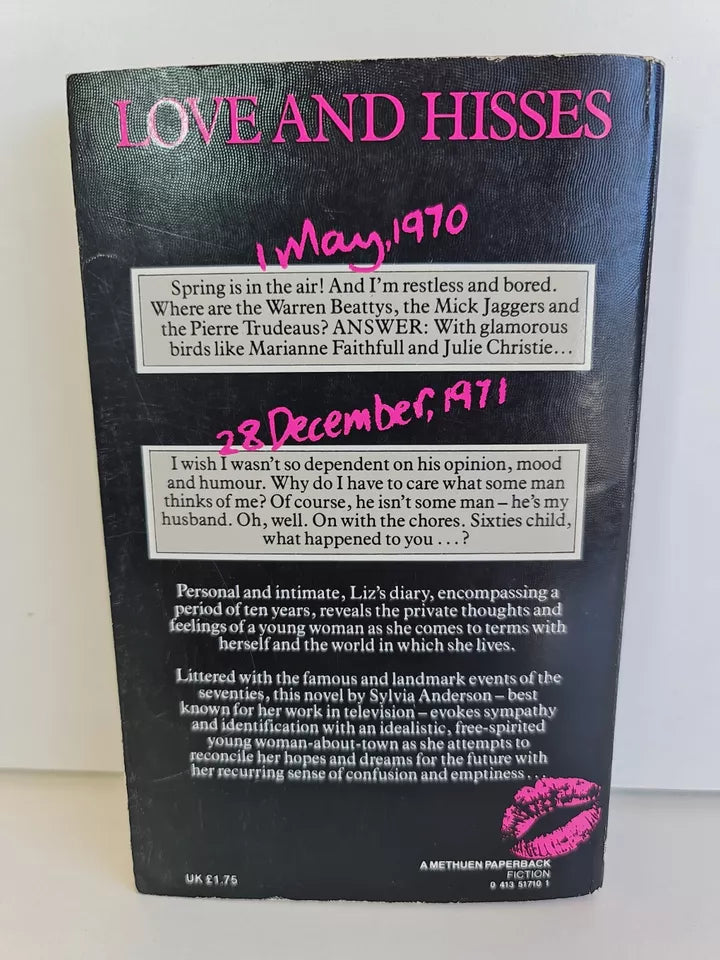 LOVE AND HISSES
1 May, 1970
Spring is in the air! And I'm restless and bored.
Where are the Warren Beattys, the Mick Jaggers and
the Pierre Trudeaus? ANSWER: With glamorous
birds like Marianne Faithfull and Julie Christie...
28 December, 1971
I wish I wasn't so dependent on his opinion, mood
and humour. Why do I have to care what some man
thinks of me? Of course, he isn't some man – he's my
husband. Oh, well. On with the chores. Sixties child,
what happened to you ...?
Personal and intimate, Liz's diary, encompassing a
period of ten years, reveals the private thoughts and
feelings of a young woman as she comes to terms with
herself and the world in which she lives.
Littered with the famous and landmark events of the
seventies, this novel by Sylvia Anderson – best
known for her work in television – evokes sympathy
and identification with an idealistic, free-spirited
young woman-about-town as she attempts to
reconcile her hopes and dreams for the future with
her recurring sense of confusion and emptiness ...
A METHUEN PAPERBACK
FICTION
UK £1.75
0 413 51710 1